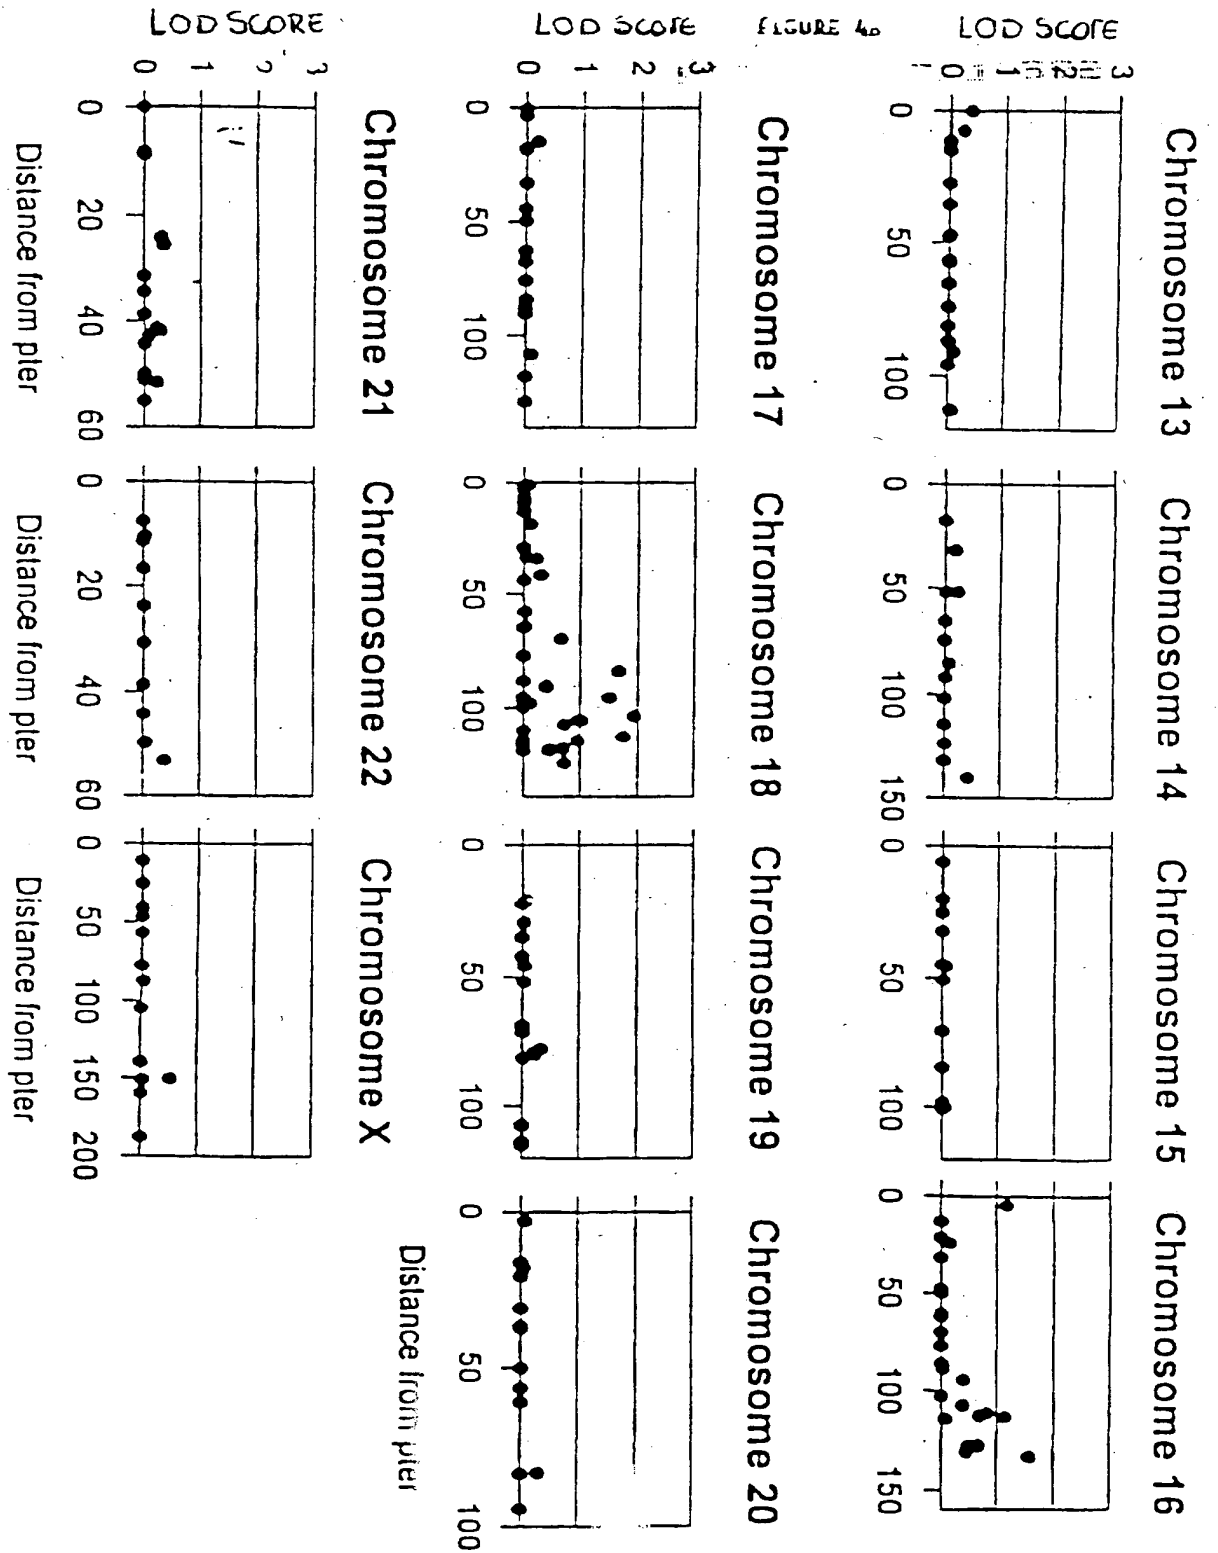 FIGURE 4b
LOD SCORE
0 1 2 3
Chromosome 13
0 50 100
Chromosome 14
0 50 100 150
Chromosome 15
0 50 100
Chromosome 16
0 50 100 150
LOD SCORE
0 1 2 3
Chromosome 17
0 50 100
Chromosome 18
0 50 100
Chromosome 19
0 50 100
Chromosome 20
0 50 100
Distance from pter
LOD SCORE
0 1 2 3
Chromosome 21
0 20 40 60
Distance from pter
Chromosome 22
0 20 40 60
Distance from pter
Chromosome X
0 50 100 150 200
Distance from pter